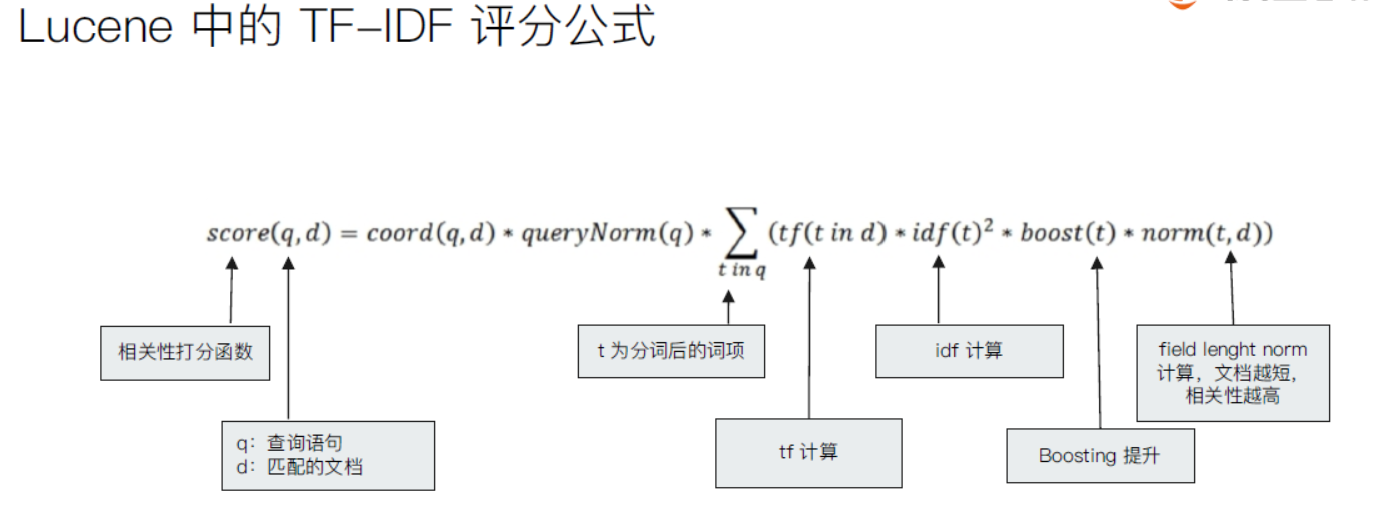 Lucene 中的 TF-IDF 评分公式
score(q,d) = coord(q,d) * queryNorm(q) * ∑ (tf(t in d) * idf(t)² * boost(t) * norm(t,d))
t in q
相关性打分函数
t 为分词后的词项
idf 计算
field lenght norm
计算，文档越短，
相关性越高
q：查询语句
d：匹配的文档
tf 计算
Boosting 提升